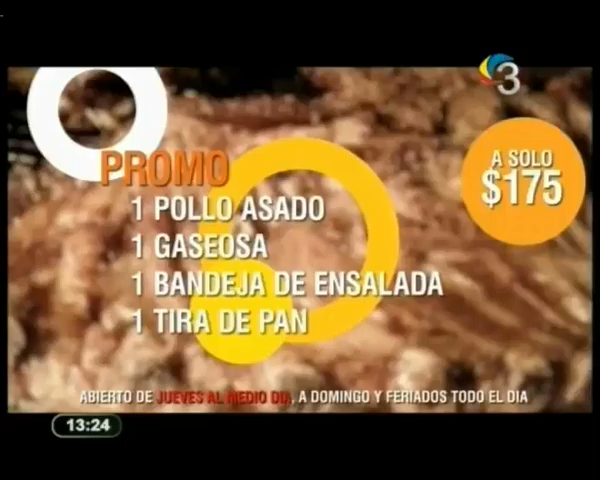 3
PROMO
A SOLO
$175
1 POLLO ASADO
1 GASEOSA
1 BANDEJA DE ENSALADA
1 TIRA DE PAN
ABIERTO DE JUEVES AL MEDIO DIA, A DOMINGO Y FERIADOS TODO EL DIA
13:24